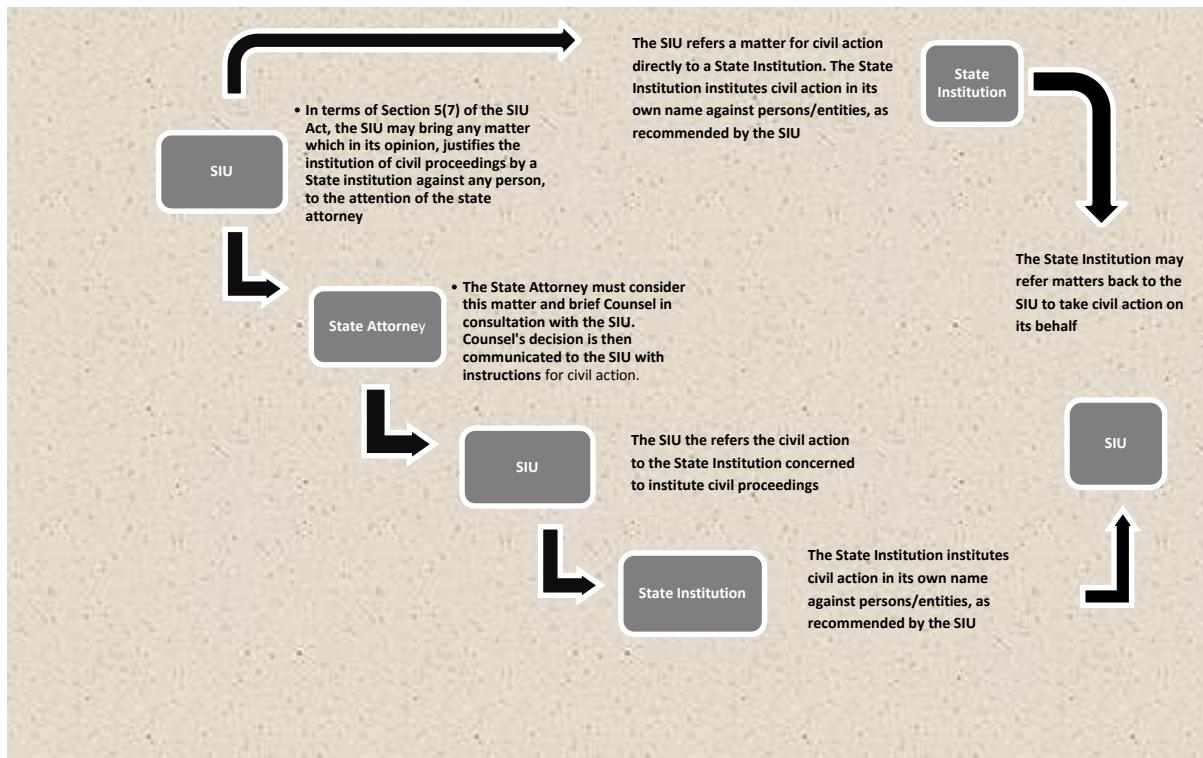 The SIU refers a matter for civil action
directly to a State Institution. The State
Institution institutes civil action in its
own name against persons/entities, as
recommended by the SIU
State
Institution
SIU
• In terms of Section 5(7) of the SIU
Act, the SIU may bring any matter
which in its opinion, justifies the
institution of civil proceedings by a
State institution against any person,
to the attention of the state
attorney
The State Institution may
refer matters back to the
SIU to take civil action on
its behalf
State Attorney
• The State Attorney must consider
this matter and brief Counsel in
consultation with the SIU.
Counsel's decision is then
communicated to the SIU with
instructions for civil action.
SIU
The SIU the refers the civil action
to the State Institution concerned
to institute civil proceedings
SIU
State Institution
The State Institution institutes
civil action in its own name
against persons/entities, as
recommended by the SIU